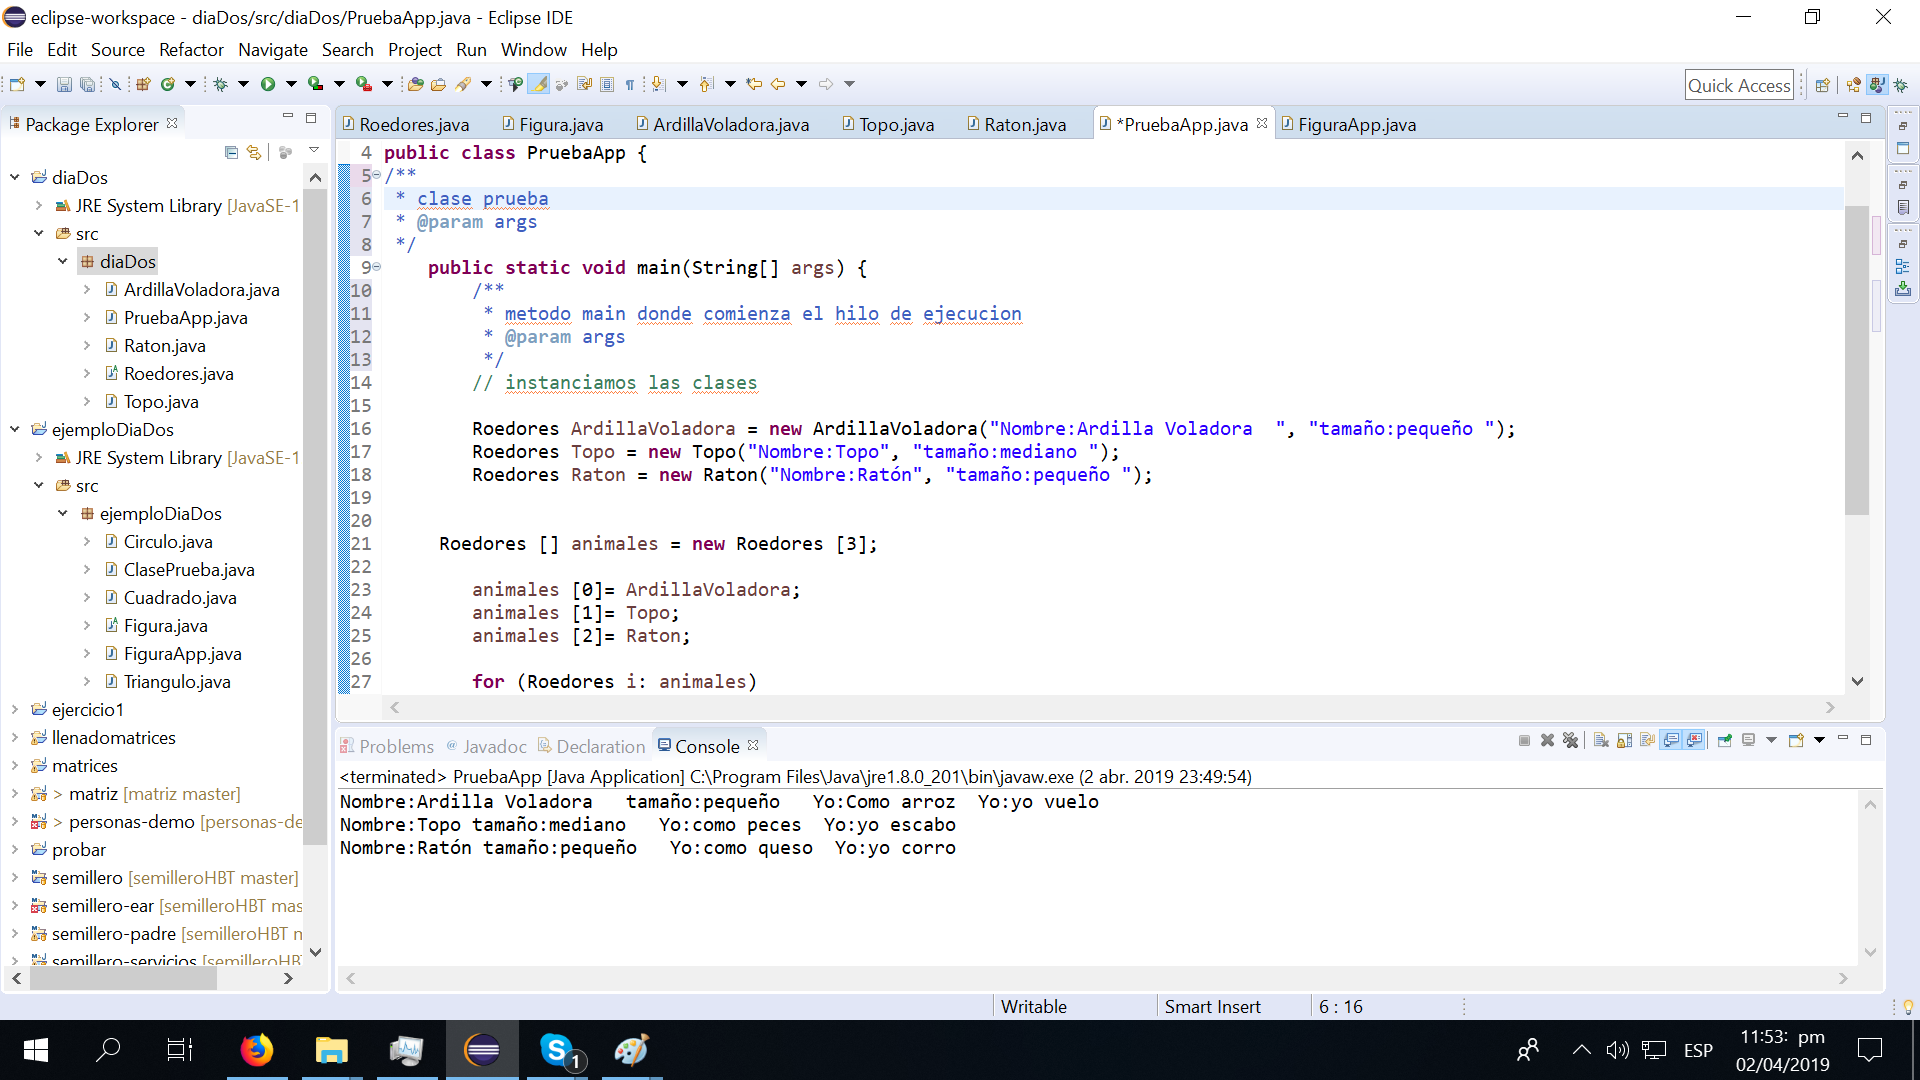 eclipse-workspace - diaDos/src/diaDos/PruebaApp.java - Eclipse IDE
File Edit Source Refactor Navigate Search Project Run Window Help
Quick Access
Package Explorer
diaDos
JRE System Library [JavaSE-1
src
diaDos
ArdillaVoladora.java
PruebaApp.java
Raton.java
Roedores.java
Topo.java
ejemploDiaDos
JRE System Library [JavaSE-1
src
ejemploDiaDos
Circulo.java
ClasePrueba.java
Cuadrado.java
Figura.java
FiguraApp.java
Triangulo.java
ejercicio1
llenadomatrices
matrices
> matriz [matriz master]
> personas-demo [personas-de
probar
semillero [semilleroHBT master]
semillero-ear [semilleroHBT mas
semillero-padre [semilleroHBT n
semillero-servicios [semilleroHB
Roedores.java Figura.java ArdillaVoladora.java Topo.java Raton.java *PruebaApp.java FiguraApp.java
4 public class PruebaApp {
5 /**
6 * clase prueba
7 * @param args
8 */
9 public static void main(String[] args) {
10 /**
11 * metodo main donde comienza el hilo de ejecucion
12 * @param args
13 */
14 // instanciamos las clases
15
16 Roedores ArdillaVoladora = new ArdillaVoladora("Nombre:Ardilla Voladora  ", "tamaño:pequeño ");
17 Roedores Topo = new Topo("Nombre:Topo", "tamaño:mediano ");
18 Roedores Raton = new Raton("Nombre:Ratón", "tamaño:pequeño ");
19
20
21 Roedores [] animales = new Roedores [3];
22
23 animales [0]= ArdillaVoladora;
24 animales [1]= Topo;
25 animales [2]= Raton;
26
27 for (Roedores i: animales)
Problems @ Javadoc Declaration Console
<terminated> PruebaApp [Java Application] C:\Program Files\Java\jre1.8.0_201\bin\javaw.exe (2 abr. 2019 23:49:54)
Nombre:Ardilla Voladora   tamaño:pequeño   Yo:Como arroz  Yo:yo vuelo
Nombre:Topo tamaño:mediano   Yo:como peces  Yo:yo escabo
Nombre:Ratón tamaño:pequeño   Yo:como queso  Yo:yo corro
Writable Smart Insert 6 : 16
1
ESP
11:53: pm
02/04/2019